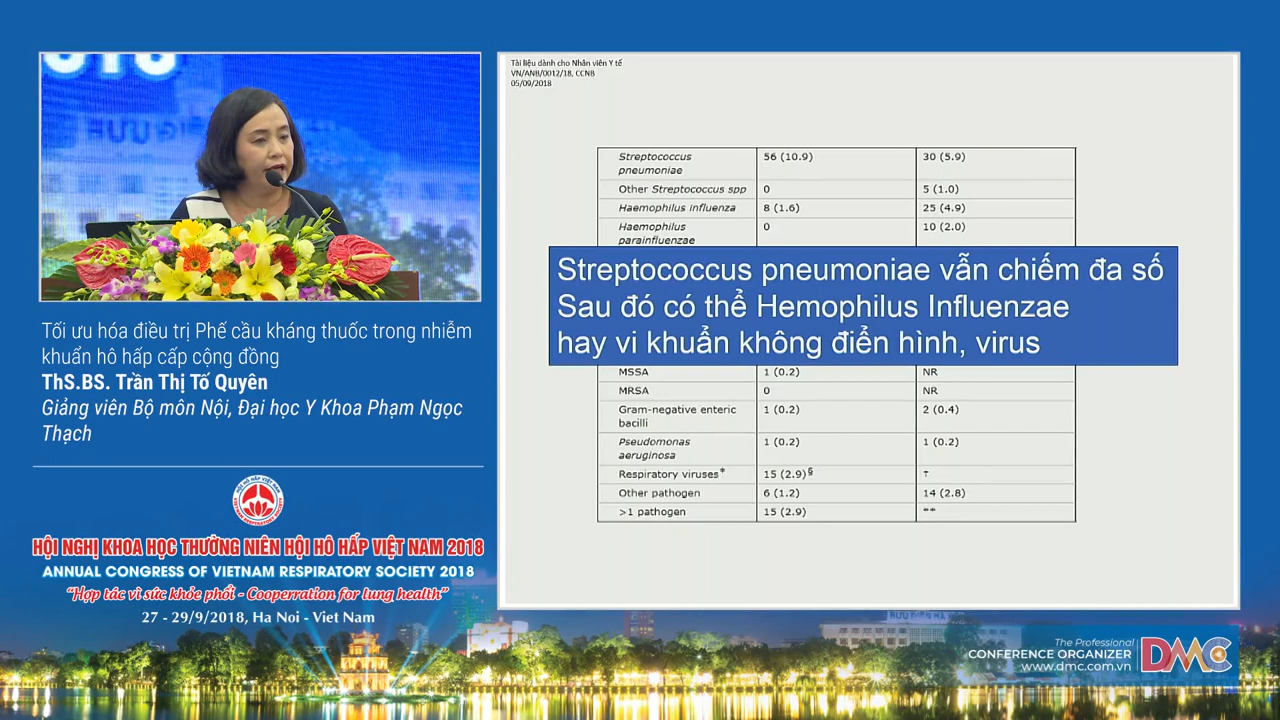 Tài liệu dành cho Nhân viên Y tế
VN/ANB/0012/18, CCNB
05/09/2018
Streptococcus pneumoniae 56 (10.9) 30 (5.9)
Other Streptococcus spp 0 5 (1.0)
Haemophilus influenza 8 (1.6) 25 (4.9)
Haemophilus parainfluenzae 0 10 (2.0)
Streptococcus pneumoniae vẫn chiếm đa số
Sau đó có thể Hemophilus Influenzae
hay vi khuẩn không điển hình, virus
MSSA 1 (0.2) NR
MRSA 0 NR
Gram-negative enteric bacilli 1 (0.2) 2 (0.4)
Pseudomonas aeruginosa 1 (0.2) 1 (0.2)
Respiratory viruses* 15 (2.9)§ †
Other pathogen 6 (1.2) 14 (2.8)
>1 pathogen 15 (2.9) **
Tối ưu hóa điều trị Phế cầu kháng thuốc trong nhiễm
khuẩn hô hấp cấp cộng đồng
ThS.BS. Trần Thị Tố Quyên
Giảng viên Bộ môn Nội, Đại học Y Khoa Phạm Ngọc
Thạch
HỘI NGHỊ KHOA HỌC THƯỜNG NIÊN HỘI HÔ HẤP VIỆT NAM 2018
ANNUAL CONGRESS OF VIETNAM RESPIRATORY SOCIETY 2018
"Hợp tác vì sức khỏe phổi - Cooperration for lung health"
27 - 29/9/2018, Ha Noi - Viet Nam
The Professional
CONFERENCE ORGANIZER
www.dmc.com.vn
DMC